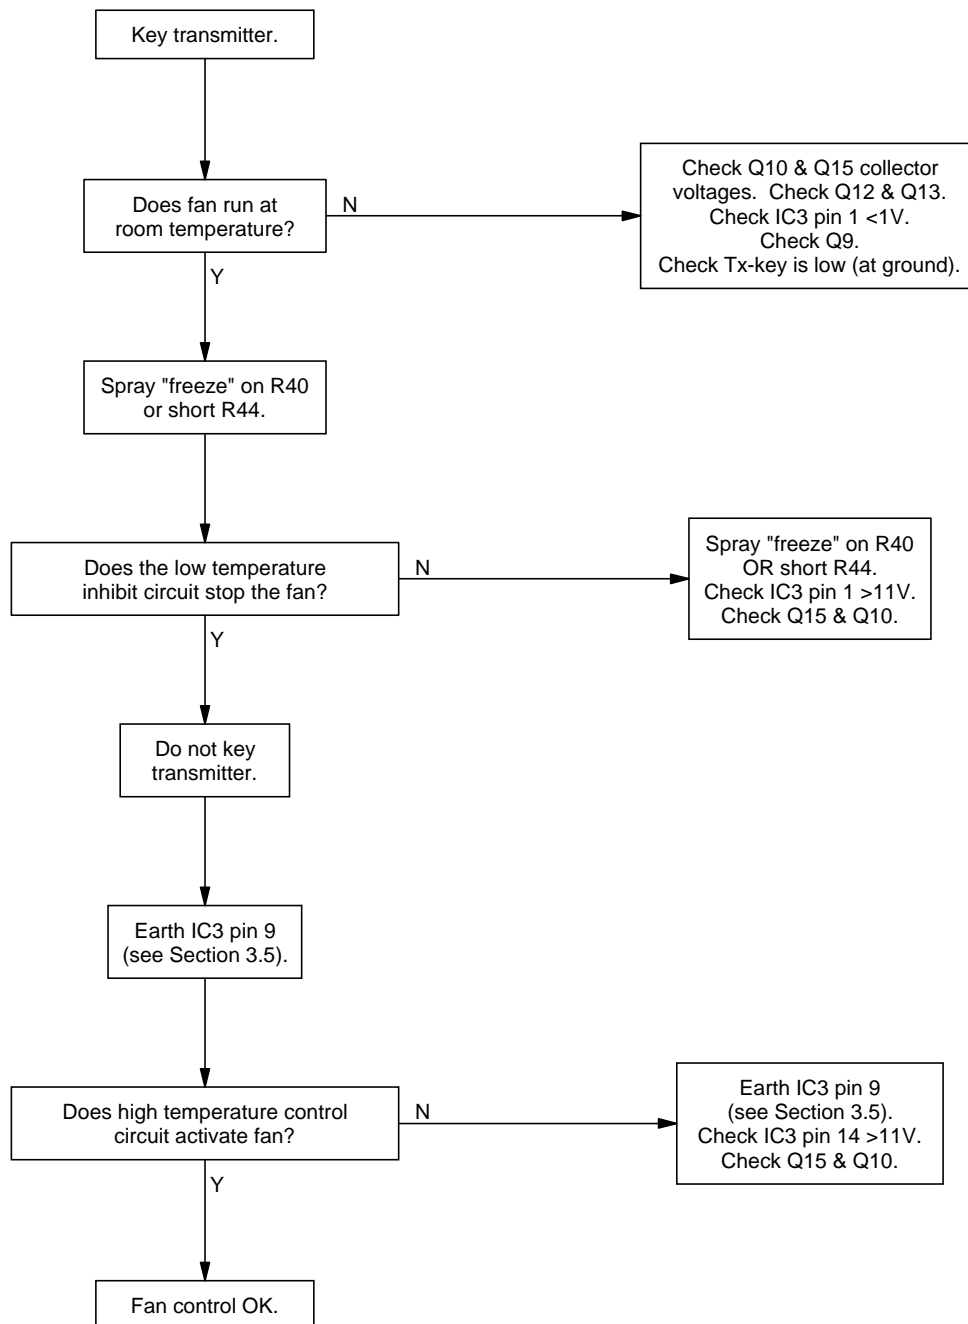 Key transmitter.
Does fan run at
room temperature?
N
Check Q10 & Q15 collector
voltages.  Check Q12 & Q13.
Check IC3 pin 1 <1V.
Check Q9.
Check Tx-key is low (at ground).
Y
Spray "freeze" on R40
or short R44.
Does the low temperature
inhibit circuit stop the fan?
N
Spray "freeze" on R40
OR short R44.
Check IC3 pin 1 >11V.
Check Q15 & Q10.
Y
Do not key
transmitter.
Earth IC3 pin 9
(see Section 3.5).
Does high temperature control
circuit activate fan?
N
Earth IC3 pin 9
(see Section 3.5).
Check IC3 pin 14 >11V.
Check Q15 & Q10.
Y
Fan control OK.